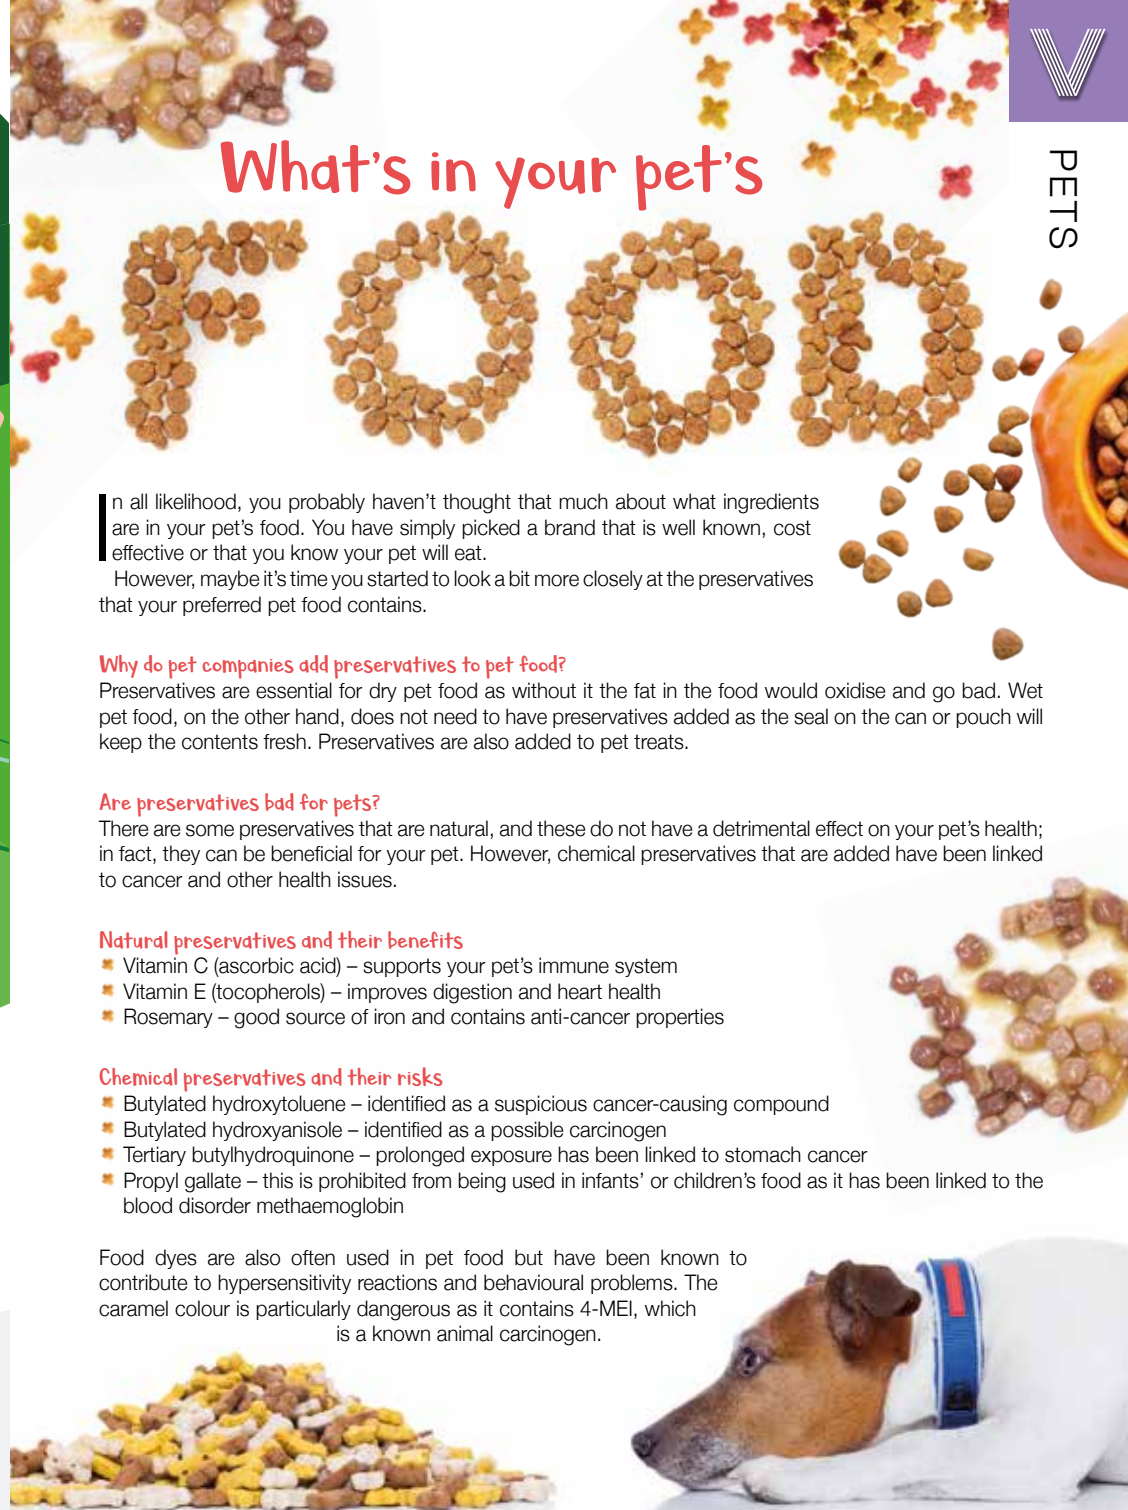 V
PETS
What's in your pet's
FOOD
In all likelihood, you probably haven't thought that much about what ingredients
are in your pet's food. You have simply picked a brand that is well known, cost
effective or that you know your pet will eat.
However, maybe it's time you started to look a bit more closely at the preservatives
that your preferred pet food contains.
Why do pet companies add preservatives to pet food?
Preservatives are essential for dry pet food as without it the fat in the food would oxidise and go bad. Wet
pet food, on the other hand, does not need to have preservatives added as the seal on the can or pouch will
keep the contents fresh. Preservatives are also added to pet treats.
Are preservatives bad for pets?
There are some preservatives that are natural, and these do not have a detrimental effect on your pet's health;
in fact, they can be beneficial for your pet. However, chemical preservatives that are added have been linked
to cancer and other health issues.
Natural preservatives and their benefits
Vitamin C (ascorbic acid) – supports your pet's immune system
Vitamin E (tocopherols) – improves digestion and heart health
Rosemary – good source of iron and contains anti-cancer properties
Chemical preservatives and their risks
Butylated hydroxytoluene – identified as a suspicious cancer-causing compound
Butylated hydroxyanisole – identified as a possible carcinogen
Tertiary butylhydroquinone – prolonged exposure has been linked to stomach cancer
Propyl gallate – this is prohibited from being used in infants' or children's food as it has been linked to the
blood disorder methaemoglobin
Food dyes are also often used in pet food but have been known to
contribute to hypersensitivity reactions and behavioural problems. The
caramel colour is particularly dangerous as it contains 4-MEI, which
is a known animal carcinogen.